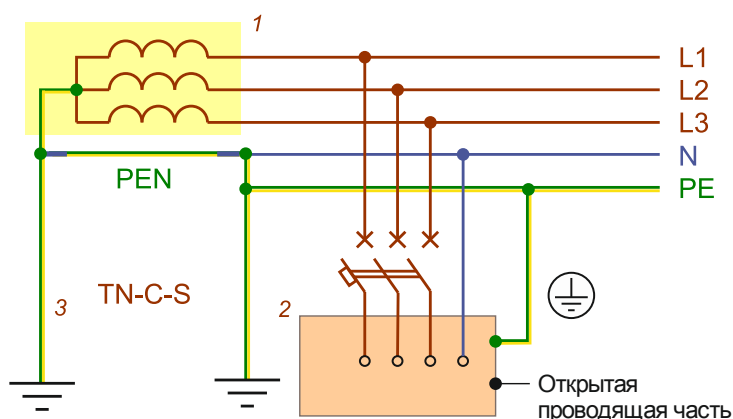 1
L1
L2
L3
N
PEN
PE
TN-C-S
3
2
Открытая
проводящая часть